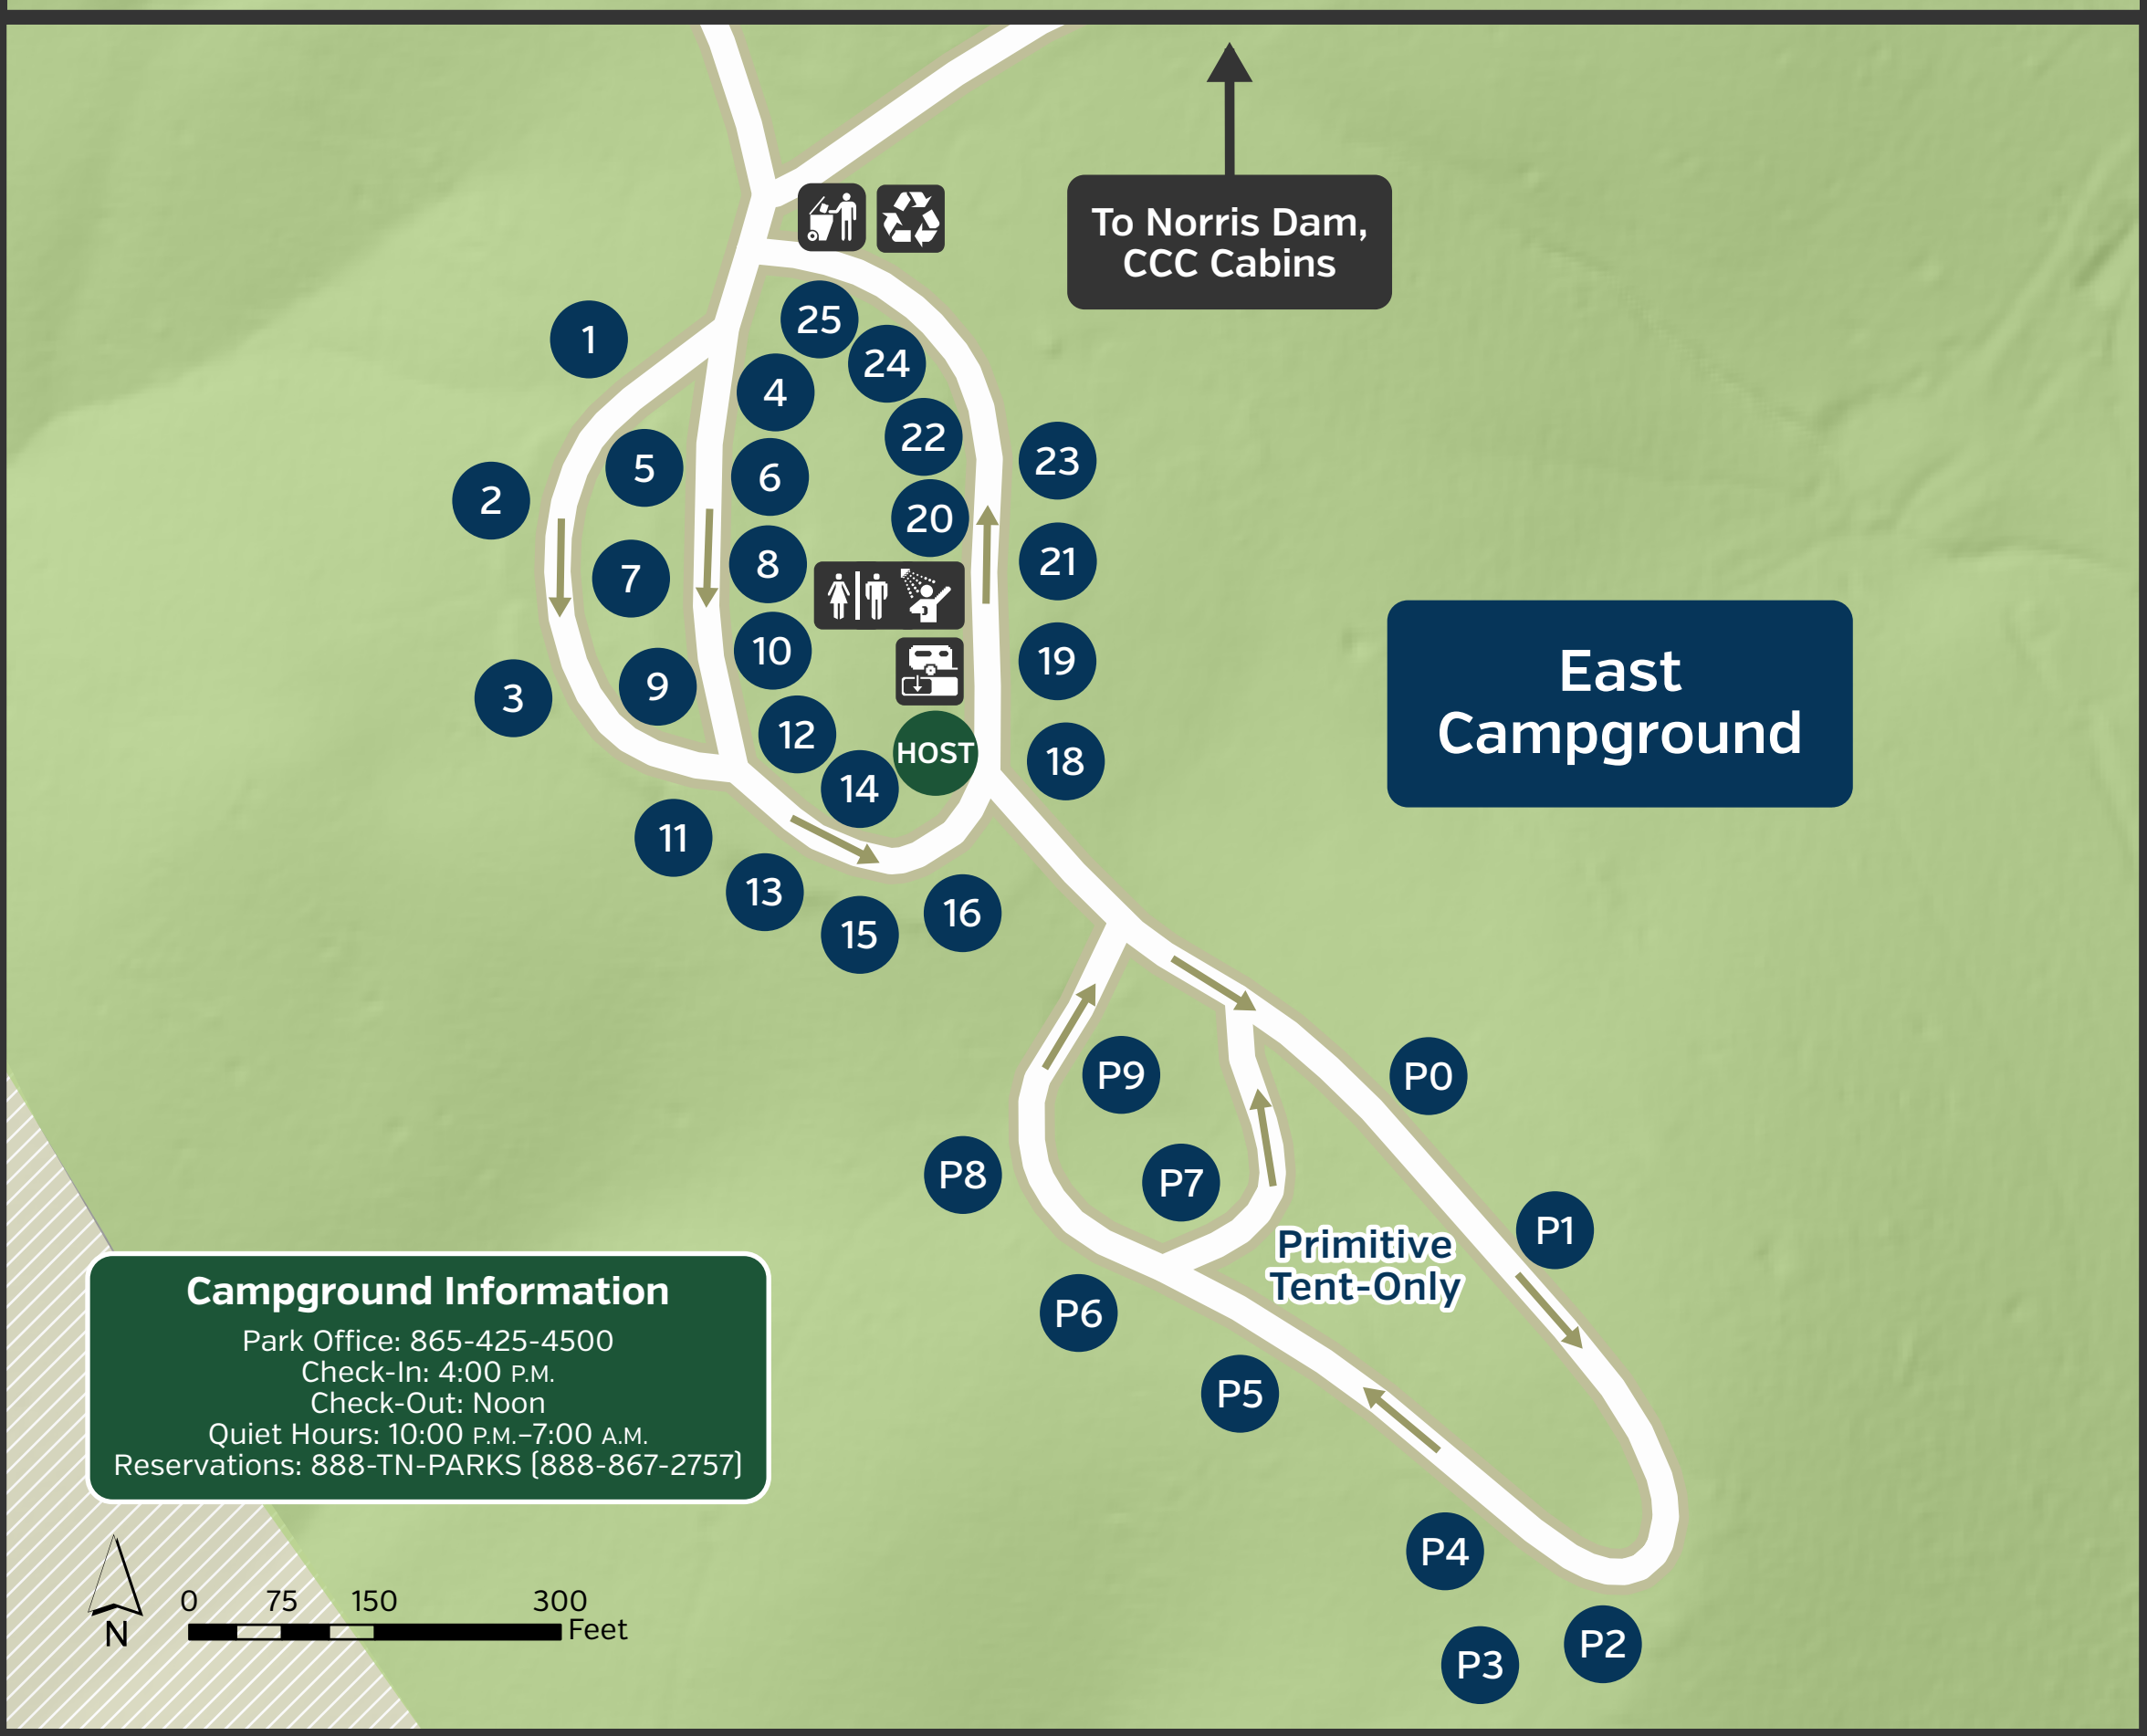 To Norris Dam,
CCC Cabins
25
1
24
4
22
23
5
6
2
20
21
8
7
10
19
9
3
12
HOST
18
14
11
13
16
15
East
Campground
P9
P0
P8
P7
P1
Primitive
Tent-Only
P6
P5
P4
P2
P3
Campground Information
Park Office: 865-425-4500
Check-In: 4:00 P.M.
Check-Out: Noon
Quiet Hours: 10:00 P.M.–7:00 A.M.
Reservations: 888-TN-PARKS (888-867-2757)
N
0 75 150 300
Feet